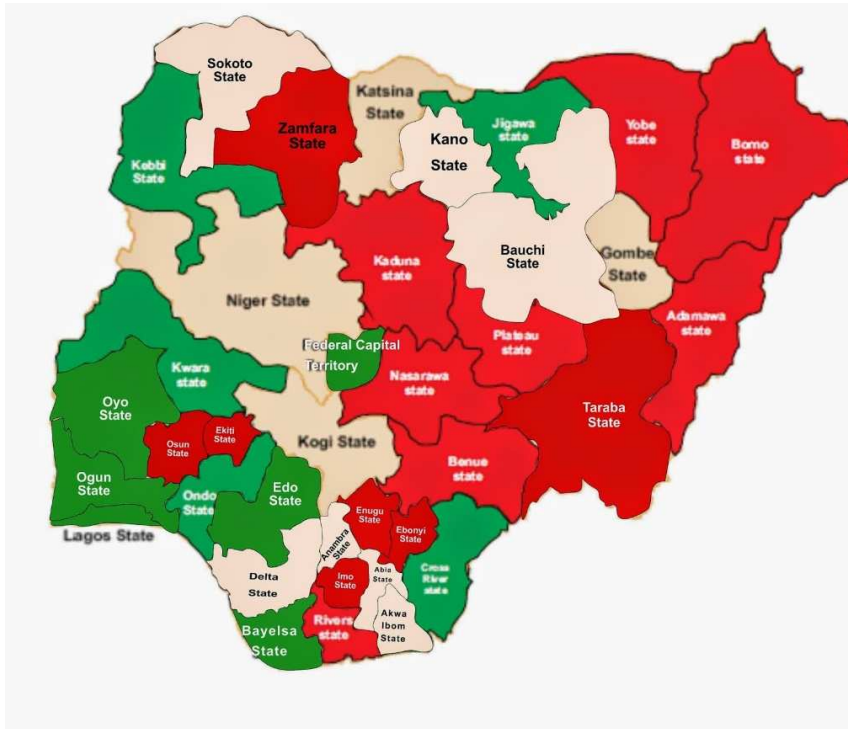 Sokoto
State
Katsina
State
Zamfara
State
Kebbi
State
Kano
State
Jigawa
state
Yobe
state
Borno
state
Bauchi
State
Gombe
State
Kaduna
state
Niger State
Adamawa
state
Plateau
state
Federal Capital
Territory
Nasarawa
state
Kwara
state
Oyo
State
Taraba
State
Osun
State
Ekiti
State
Kogi State
Benue
state
Ogun
State
Ondo
State
Edo
State
Lagos State
Enugu
State
Ebonyi
State
Anambra
State
Delta
State
Imo
State
Abia
State
Cross
River
state
Akwa
Ibom
State
Rivers
state
Bayelsa
State